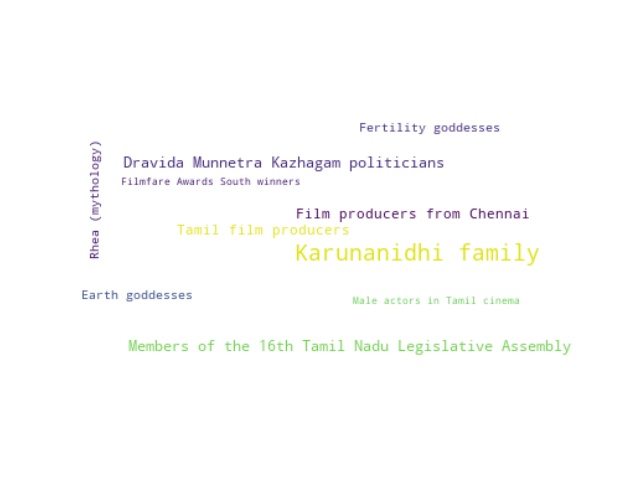 Fertility goddesses
Rhea (mythology)
Dravida Munnetra Kazhagam politicians
Filmfare Awards South winners
Film producers from Chennai
Tamil film producers
Karunanidhi family
Earth goddesses
Male actors in Tamil cinema
Members of the 16th Tamil Nadu Legislative Assembly